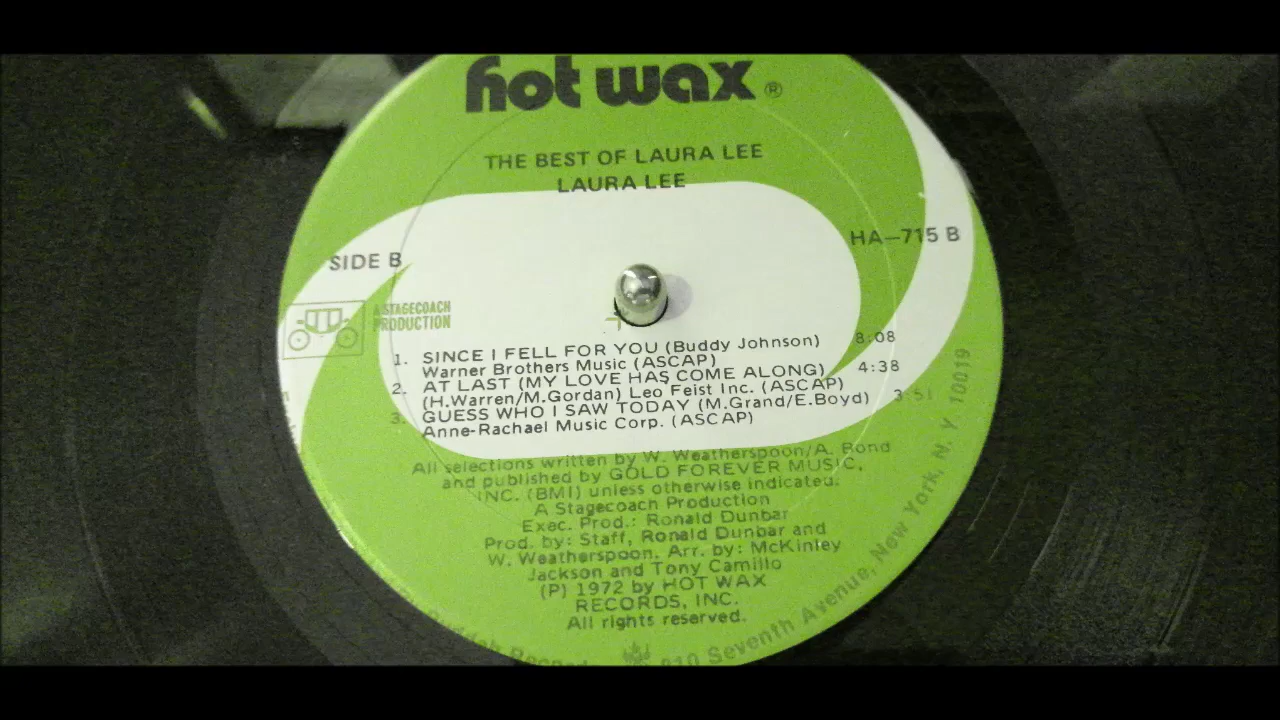 hot wax ®
THE BEST OF LAURA LEE
LAURA LEE
SIDE B
HA-715 B
A STAGECOACH
PRODUCTION
1. SINCE I FELL FOR YOU (Buddy Johnson) 8:08
Warner Brothers Music (ASCAP)
2. AT LAST (MY LOVE HAS COME ALONG) 4:38
(H.Warren/M.Gordan) Leo Feist Inc. (ASCAP)
3. GUESS WHO I SAW TODAY (M.Grand/E.Boyd) 3:51
Anne-Rachael Music Corp. (ASCAP)
All selections written by W. Weatherspoon/A. Bond
and published by GOLD FOREVER MUSIC,
INC. (BMI) unless otherwise indicated.
A Stagecoach Production
Exec. Prod.: Ronald Dunbar
Prod. by: Staff, Ronald Dunbar and
W. Weatherspoon. Arr. by: McKinley
Jackson and Tony Camillo
(P) 1972 by HOT WAX
RECORDS, INC.
All rights reserved.
810 Seventh Avenue, New York, N. Y. 10019